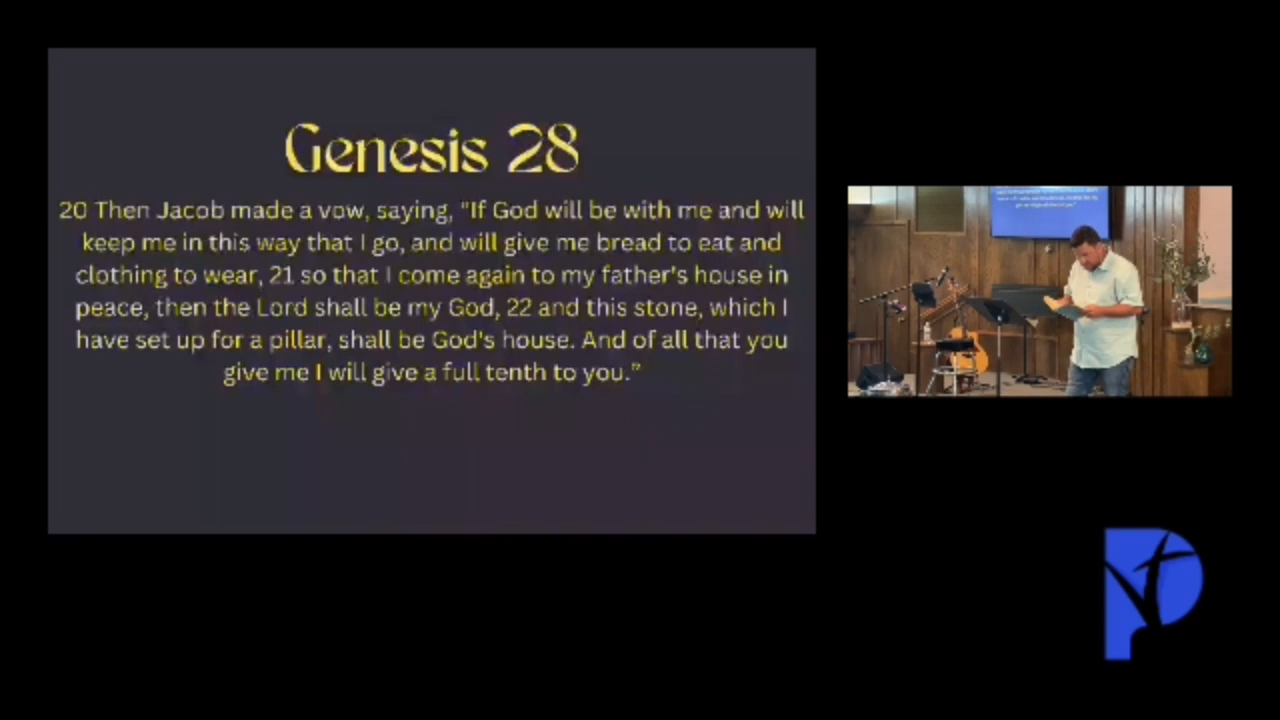 Genesis 28
20 Then Jacob made a vow, saying, "If God will be with me and will
keep me in this way that I go, and will give me bread to eat and
clothing to wear, 21 so that I come again to my father's house in
peace, then the Lord shall be my God, 22 and this stone, which I
have set up for a pillar, shall be God's house. And of all that you
give me I will give a full tenth to you.”